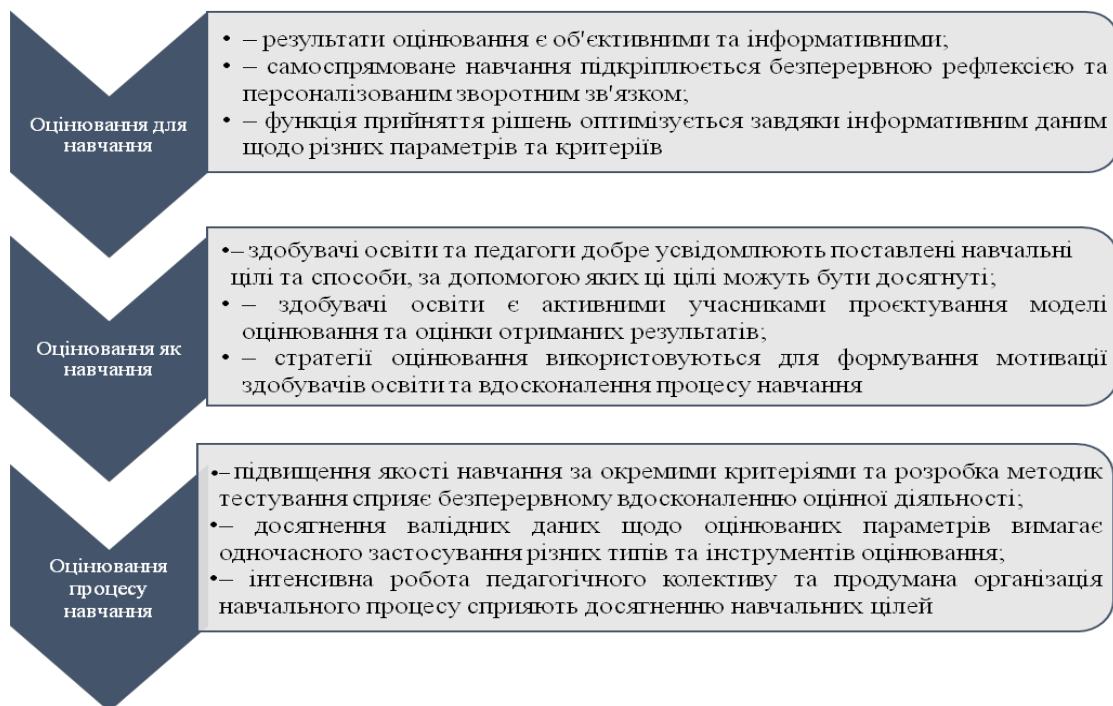 Оцінювання для
навчання
• – результати оцінювання є об'єктивними та інформативними;
• – самоспрямоване навчання підкріплюється безперервною рефлексією та
персоналізованим зворотним зв'язком;
• – функція прийняття рішень оптимізується завдяки інформативним даним
щодо різних параметрів та критеріїв
Оцінювання як
навчання
•– здобувачі освіти та педагоги добре усвідомлюють поставлені навчальні
цілі та способи, за допомогою яких ці цілі можуть бути досягнуті;
• – здобувачі освіти є активними учасниками проєктування моделі
оцінювання та оцінки отриманих результатів;
• – стратегії оцінювання використовуються для формування мотивації
здобувачів освіти та вдосконалення процесу навчання
Оцінювання
процесу
навчання
•– підвищення якості навчання за окремими критеріями та розробка методик
тестування сприяє безперервному вдосконаленню оцінної діяльності;
• – досягнення валідних даних щодо оцінюваних параметрів вимагає
одночасного застосування різних типів та інструментів оцінювання;
•– інтенсивна робота педагогічного колективу та продумана організація
навчального процесу сприяють досягненню навчальних цілей